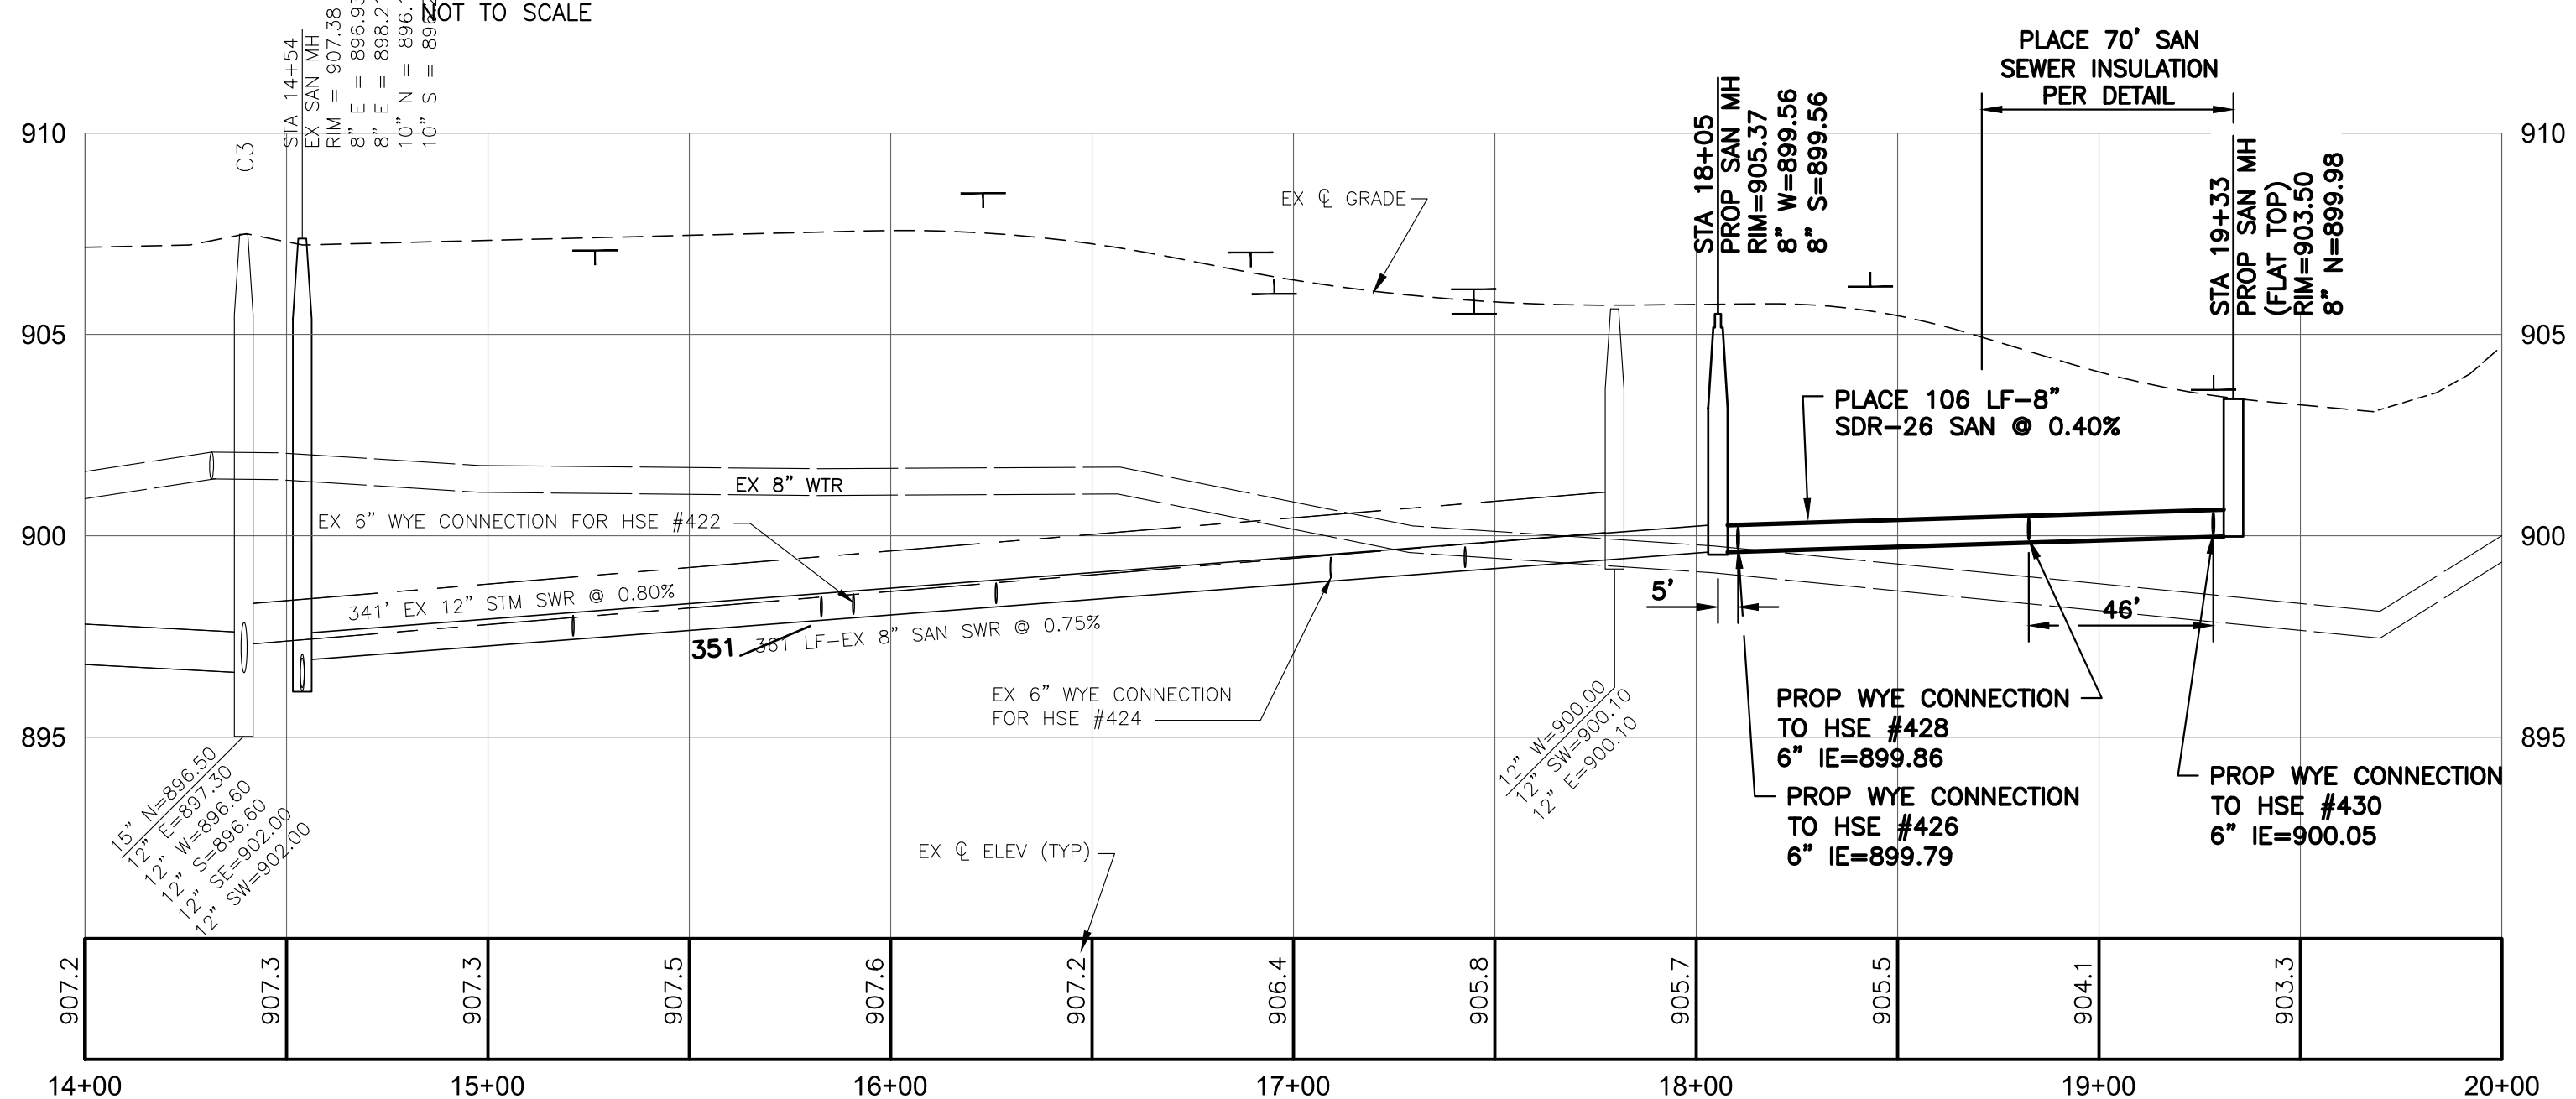 NOT TO SCALE
STA 14+54
EX SAN MH
RIM = 907.38
8" E = 896.93
8" E = 898.2
10" N = 896.
10" S = 896.
C3
PLACE 70' SAN
SEWER INSULATION
PER DETAIL
STA 18+05
PROP SAN MH
RIM=905.37
8" W=899.56
8" S=899.56
STA 19+33
PROP SAN MH
(FLAT TOP)
RIM=903.50
8" N=899.98
910
910
EX ℄ GRADE
905
905
PLACE 106 LF-8"
SDR-26 SAN @ 0.40%
EX 8" WTR
EX 6" WYE CONNECTION FOR HSE #422
900
900
341' EX 12" STM SWR @ 0.80%
351 361 LF-EX 8" SAN SWR @ 0.75%
5'
46'
EX 6" WYE CONNECTION
FOR HSE #424
12" W=900.00
12" SW=900.10
12" E=900.10
PROP WYE CONNECTION
TO HSE #428
6" IE=899.86
PROP WYE CONNECTION
TO HSE #426
6" IE=899.79
PROP WYE CONNECTION
TO HSE #430
6" IE=900.05
895
895
15" N=896.50
12" E=897.30
12" W=896.60
12" S=896.60
12" SE=902.00
12" SW=902.00
EX ℄ ELEV (TYP)
907.2
907.3
907.3
907.5
907.6
907.2
906.4
905.8
905.7
905.5
904.1
903.3
14+00
15+00
16+00
17+00
18+00
19+00
20+00